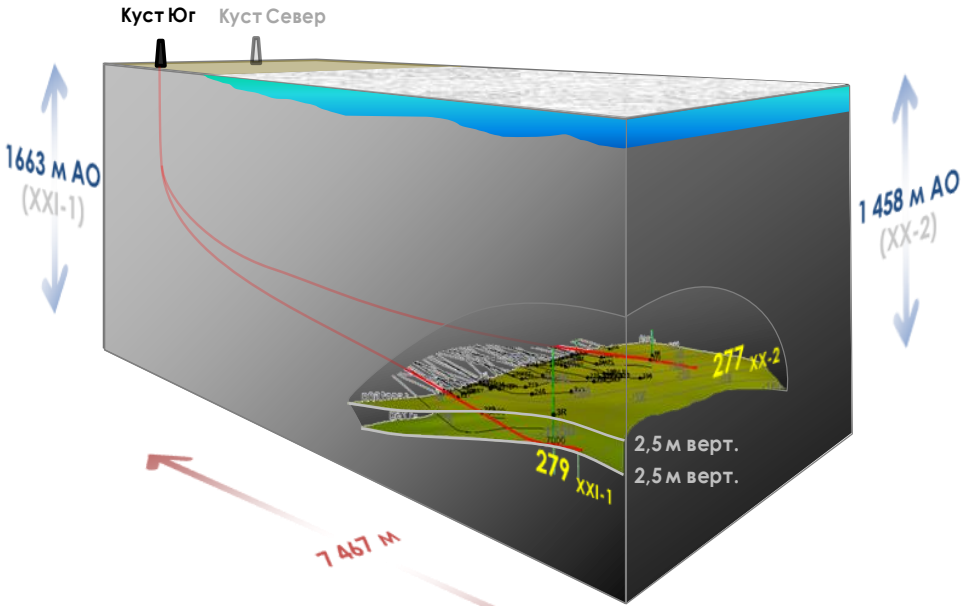 Куст Юг
Куст Север
1663 м АО
(XXI-1)
1 458 м АО
(XX-2)
277 XX-2
2,5 м верт.
2,5 м верт.
279 XXI-1
7 467 м